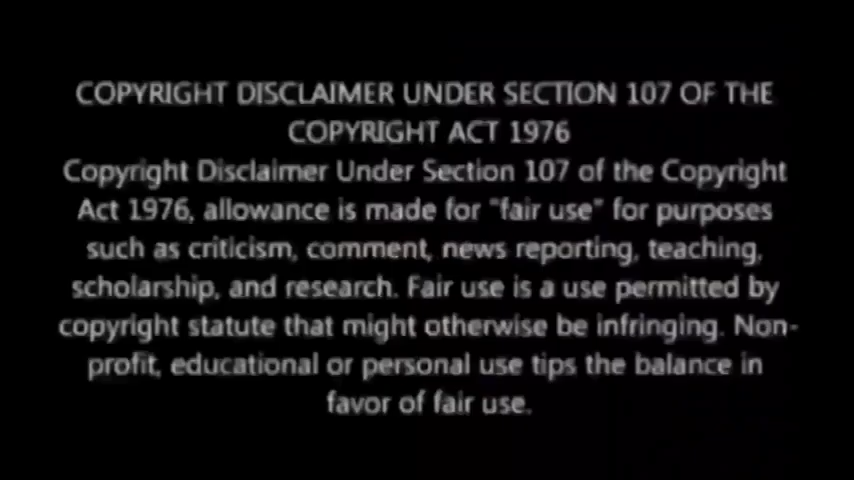 COPYRIGHT DISCLAIMER UNDER SECTION 107 OF THE
COPYRIGHT ACT 1976
Copyright Disclaimer Under Section 107 of the Copyright
Act 1976, allowance is made for "fair use" for purposes
such as criticism, comment, news reporting, teaching,
scholarship, and research. Fair use is a use permitted by
copyright statute that might otherwise be infringing. Non-
profit, educational or personal use tips the balance in
favor of fair use.